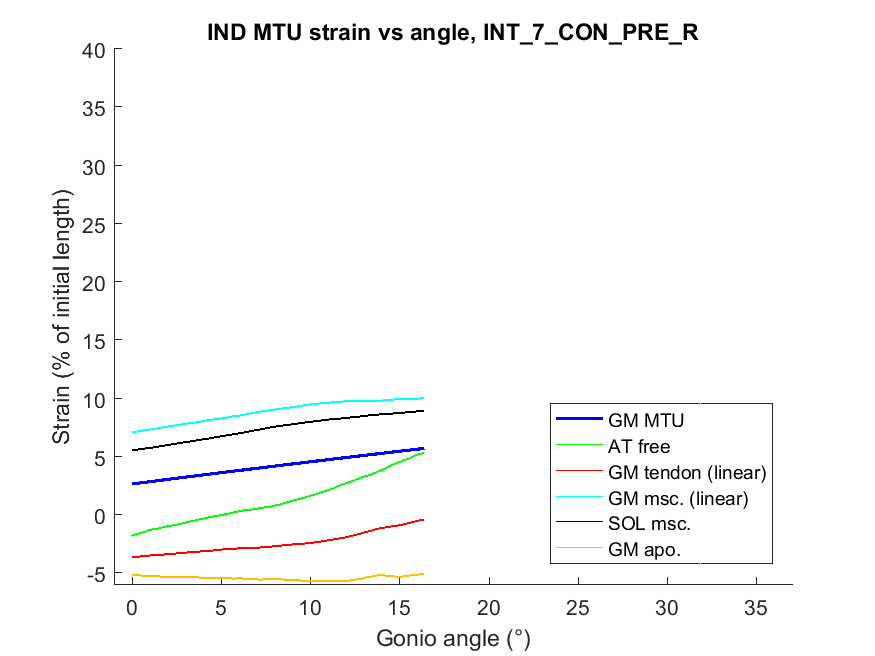 IND MTU strain vs angle, INT_7_CON_PRE_R
Strain (% of initial length)
40
35
30
25
20
15
10
5
0
-5
0 5 10 15 20 25 30 35
Gonio angle (°)
GM MTU
AT free
GM tendon (linear)
GM msc. (linear)
SOL msc.
GM apo.